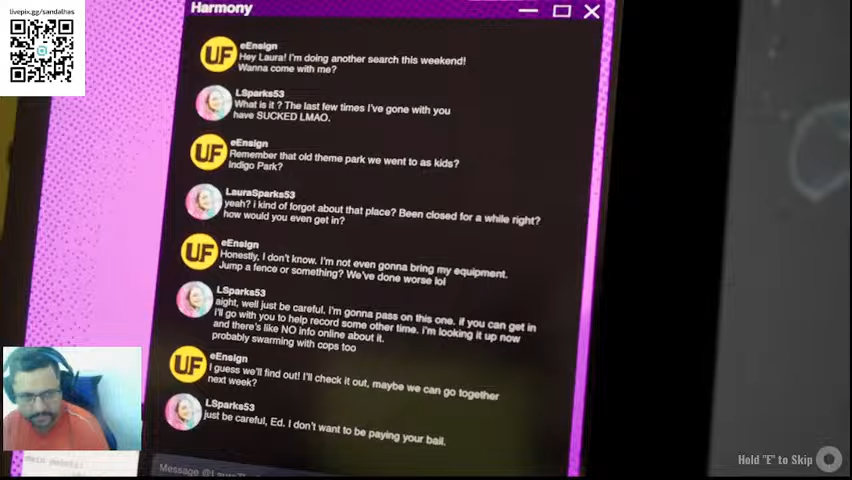 livepix.gg/sandalhas
Harmony
eEnsign
Hey Laura! I'm doing another search this weekend!
Wanna come with me?
LSparks53
What is it ? The last few times I've gone with you
have SUCKED LMAO.
eEnsign
Remember that old theme park we went to as kids?
Indigo Park?
LauraSparks53
yeah? i kind of forgot about that place? Been closed for a while right?
how would you even get in?
eEnsign
Honestly, I don't know. I'm not even gonna bring my equipment.
Jump a fence or something? We've done worse lol
LSparks53
aight, well just be careful. I'm gonna pass on this one. if you can get in
i'll go with you to help record some other time. i'm looking it up now
and there's like NO info online about it.
probably swarming with cops too
eEnsign
I guess we'll find out! I'll check it out, maybe we can go together
next week?
LSparks53
just be careful, Ed. I don't want to be paying your bail.
Message
Hold "E" to Skip
UF
UF
UF
UF